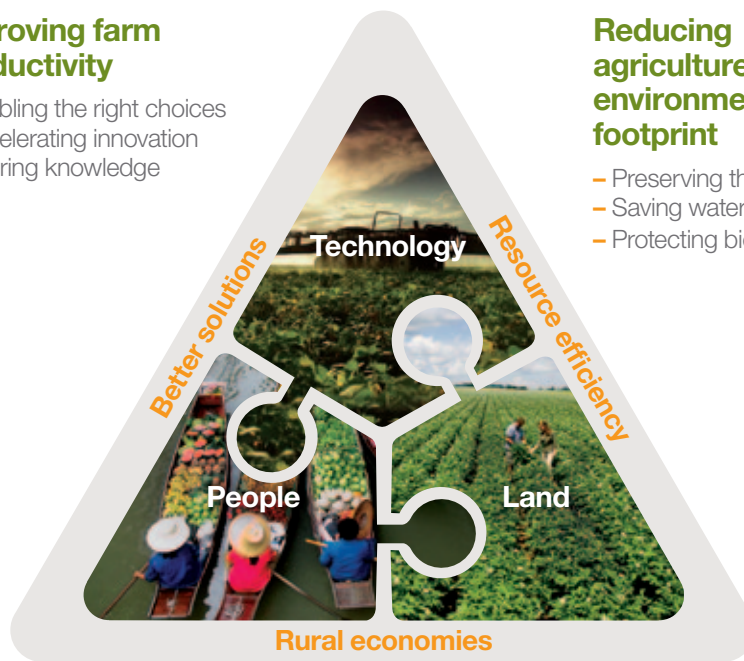 roving farm
ductivity
bling the right choices
elerating innovation
ring knowledge
Reducing
agriculture
environme
footprint
– Preserving th
– Saving water
– Protecting bi
Technology
Better solutions
Resource efficiency
People
Land
Rural economies